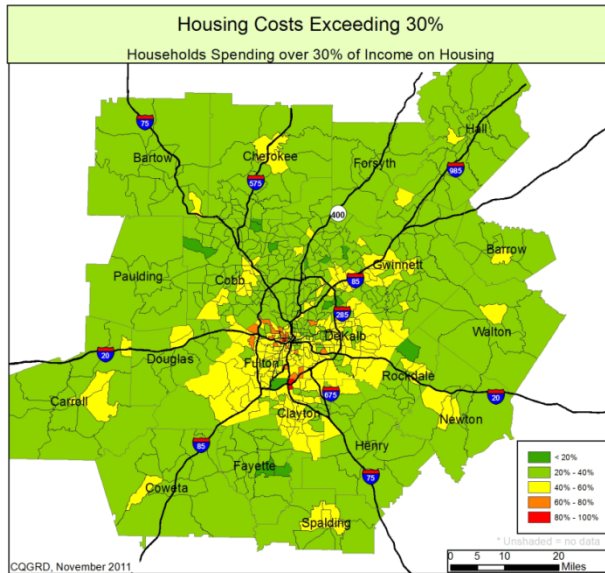 Housing Costs Exceeding 30%
Households Spending over 30% of Income on Housing
75
Hall
Bartow
Cherokee
Forsyth
985
575
400
Barrow
Gwinnett
Paulding
Cobb
85
285
Walton
DeKalb
20
Douglas
Fulton
Rockdale
Carroll
675
20
Clayton
Newton
85
Henry
Fayette
75
Coweta
Spalding
< 20%
20% - 40%
40% - 60%
60% - 80%
80% - 100%
* Unshaded = no data
0 5 10 20
Miles
CQGRD, November 2011